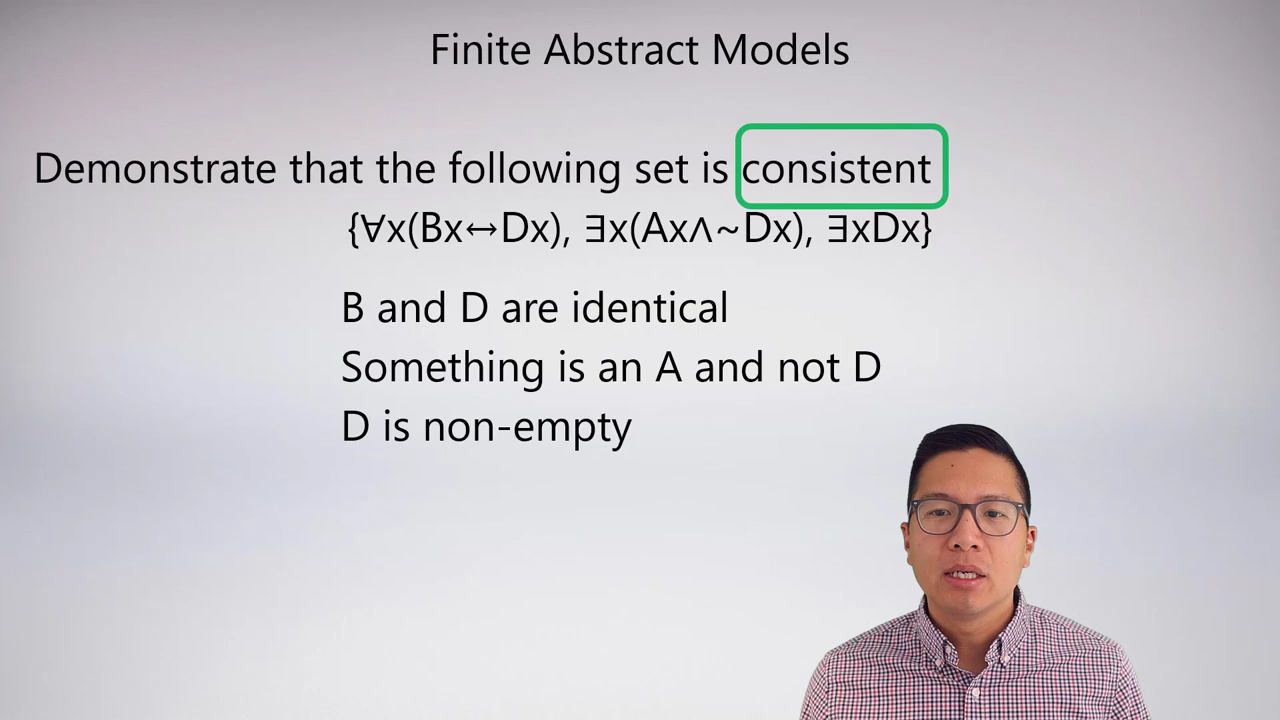 Finite Abstract Models
Demonstrate that the following set is consistent
{∀x(Bx↔Dx), ∃x(Ax∧~Dx), ∃xDx}
B and D are identical
Something is an A and not D
D is non-empty